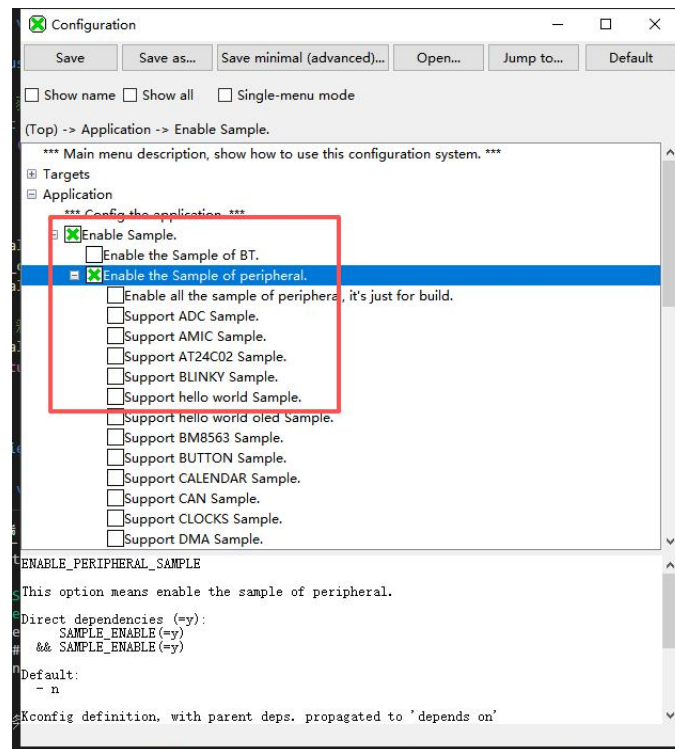 Configuration
Save Save as... Save minimal (advanced)... Open... Jump to... Default
Show name Show all Single-menu mode
(Top) -> Application -> Enable Sample.
*** Main menu description, show how to use this configuration system. ***
Targets
Application
*** Config the application. ***
Enable Sample.
Enable the Sample of BT.
Enable the Sample of peripheral.
Enable all the sample of peripheral, it's just for build.
Support ADC Sample.
Support AMIC Sample.
Support AT24C02 Sample.
Support BLINKY Sample.
Support hello world Sample.
Support hello world oled Sample.
Support BM8563 Sample.
Support BUTTON Sample.
Support CALENDAR Sample.
Support CAN Sample.
Support CLOCKS Sample.
Support DMA Sample.
ENABLE_PERIPHERAL_SAMPLE
This option means enable the sample of peripheral.
Direct dependencies (=y):
SAMPLE_ENABLE(=y)
&& SAMPLE_ENABLE(=y)
Default:
- n
Kconfig definition, with parent deps. propagated to 'depends on'